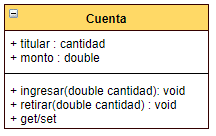 Cuenta
+ titular : cantidad
+ monto : double
+ ingresar(double cantidad): void
+ retirar(double cantidad) : void
+ get/set